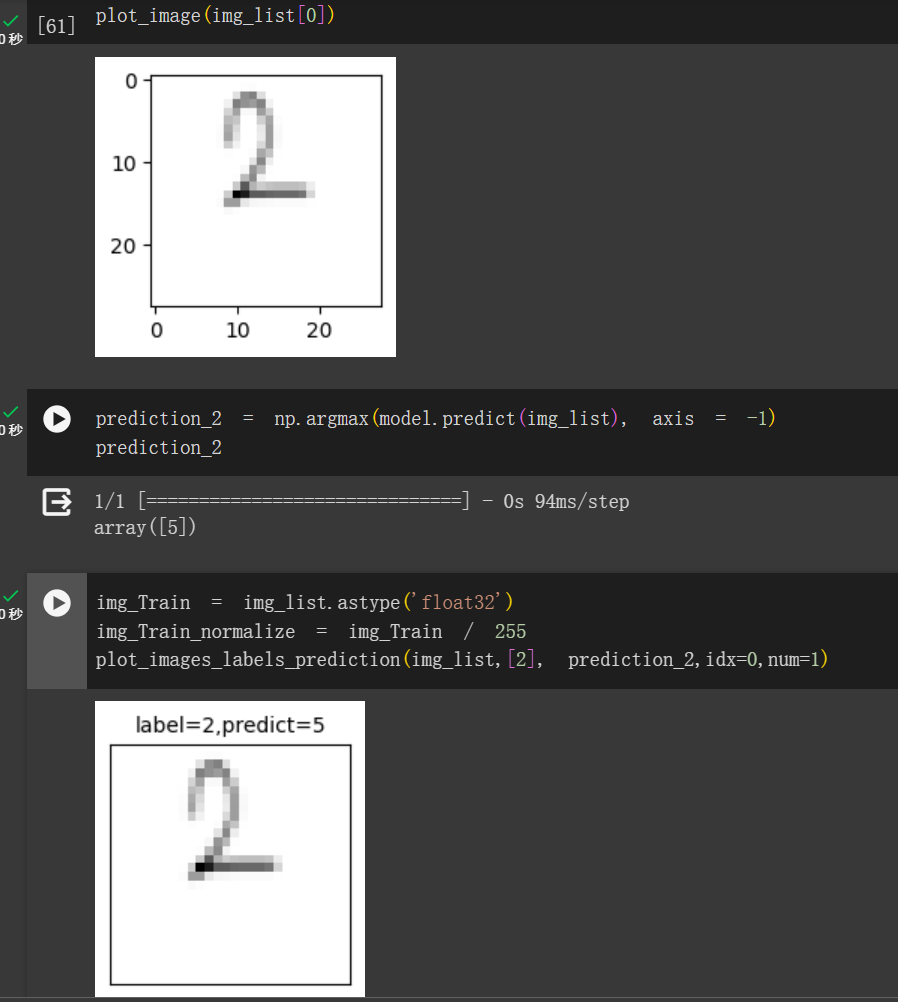 [61] plot_image(img_list[0])
0秒
0
10
20
0 10 20
2
0秒
prediction_2 = np.argmax(model.predict(img_list), axis = -1)
prediction_2
1/1 [==============================] - 0s 94ms/step
array([5])
0秒
img_Train = img_list.astype('float32')
img_Train_normalize = img_Train / 255
plot_images_labels_prediction(img_list,[2], prediction_2,idx=0,num=1)
label=2,predict=5
2